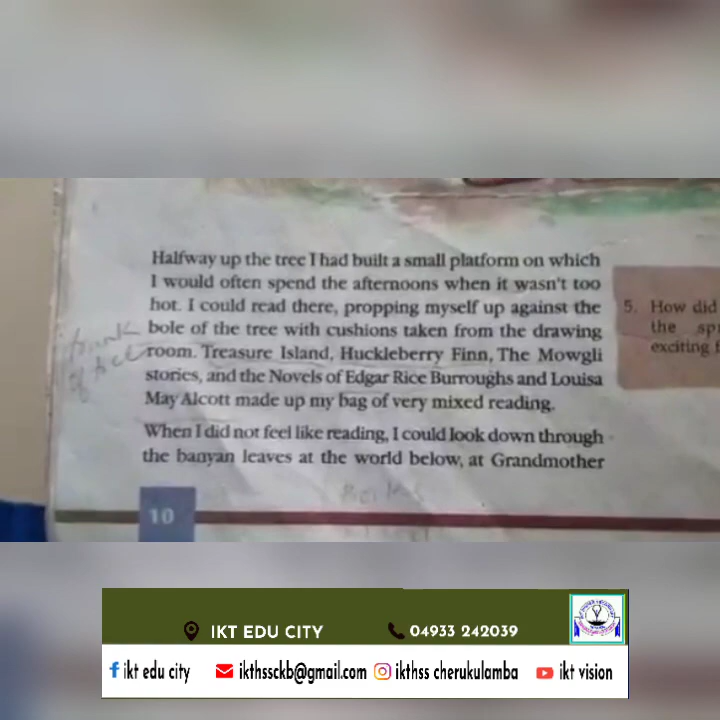 Halfway up the tree I had built a small platform on which
I would often spend the afternoons when it wasn't too
hot. I could read there, propping myself up against the
bole of the tree with cushions taken from the drawing
room. Treasure Island, Huckleberry Finn, The Mowgli
stories, and the Novels of Edgar Rice Burroughs and Louisa
May Alcott made up my bag of very mixed reading.
When I did not feel like reading, I could look down through
the banyan leaves at the world below, at Grandmother
trunk
of tree
5. How did
the
exciting
10
IKT EDU CITY 04933 242039
f ikt edu city ikthssckb@gmail.com ikthss cherukulamba ikt vision